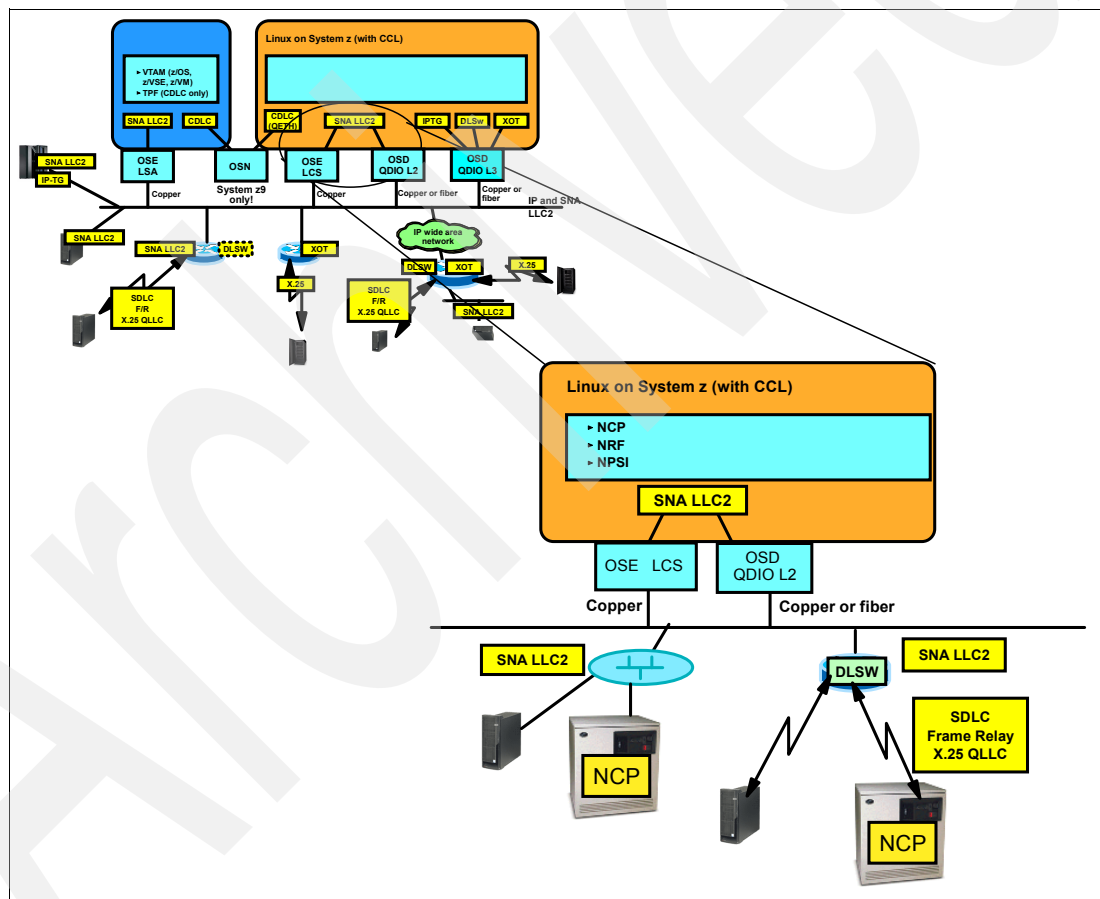 Linux on System z (with CCL)
► VTAM (z/OS,
z/VSE, z/VM)
► TPF (CDLC only)
SNA LLC2
CDLC
CDLC
(QETH)
SNA LLC2
IPTG
DLSw
XOT
OSE
LSA
OSN
OSE
LCS
OSD
QDIO L2
OSD
QDIO L3
SNA LLC2
IP-TG
Copper
System z9
only!
Copper
Copper or fiber
Copper or
fiber
IP and SNA
LLC2
SNA LLC2
SNA LLC2
DLSW
XOT
IP wide area
network
DLSW
XOT
X.25
X.25
SDLC
F/R
X.25 QLLC
SDLC
F/R
X.25 QLLC
SNA LLC2
Linux on System z (with CCL)
► NCP
► NRF
► NPSI
SNA LLC2
OSE LCS
OSD
QDIO L2
Copper
Copper or fiber
SNA LLC2
DLSW
SNA LLC2
SDLC
Frame Relay
X.25 QLLC
NCP
NCP
Archived